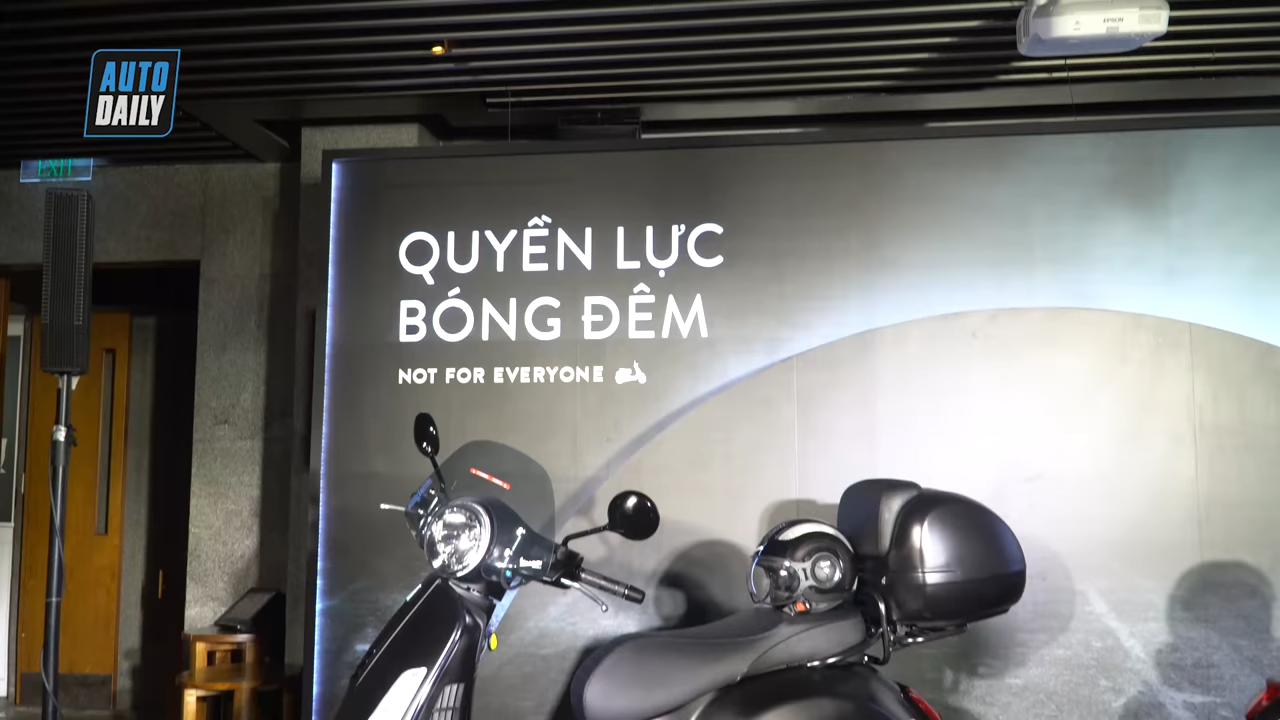 AUTO
DAILY
EPSON
EXIT
QUYỀN LỰC
BÓNG ĐÊM
NOT FOR EVERYONE